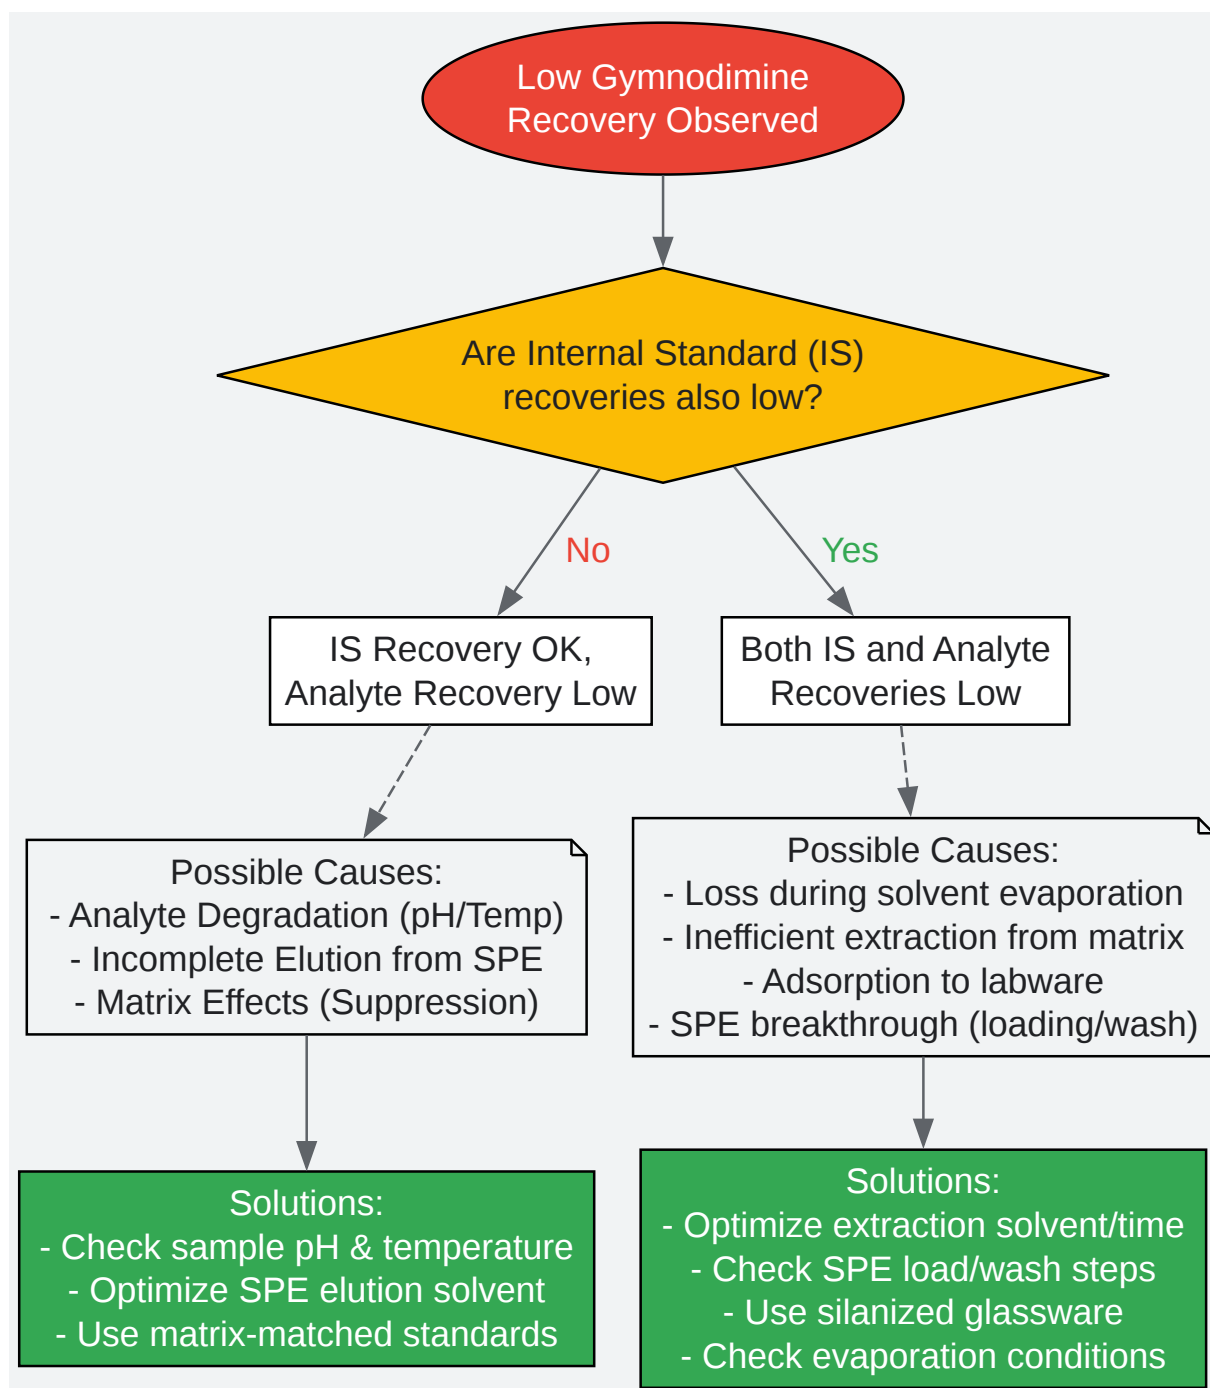 Low Gymnodimine
Recovery Observed
Are Internal Standard (IS)
recoveries also low?
No
Yes
IS Recovery OK,
Analyte Recovery Low
Both IS and Analyte
Recoveries Low
Possible Causes:
- Analyte Degradation (pH/Temp)
- Incomplete Elution from SPE
- Matrix Effects (Suppression)
Possible Causes:
- Loss during solvent evaporation
- Inefficient extraction from matrix
- Adsorption to labware
- SPE breakthrough (loading/wash)
Solutions:
- Check sample pH & temperature
- Optimize SPE elution solvent
- Use matrix-matched standards
Solutions:
- Optimize extraction solvent/time
- Check SPE load/wash steps
- Use silanized glassware
- Check evaporation conditions